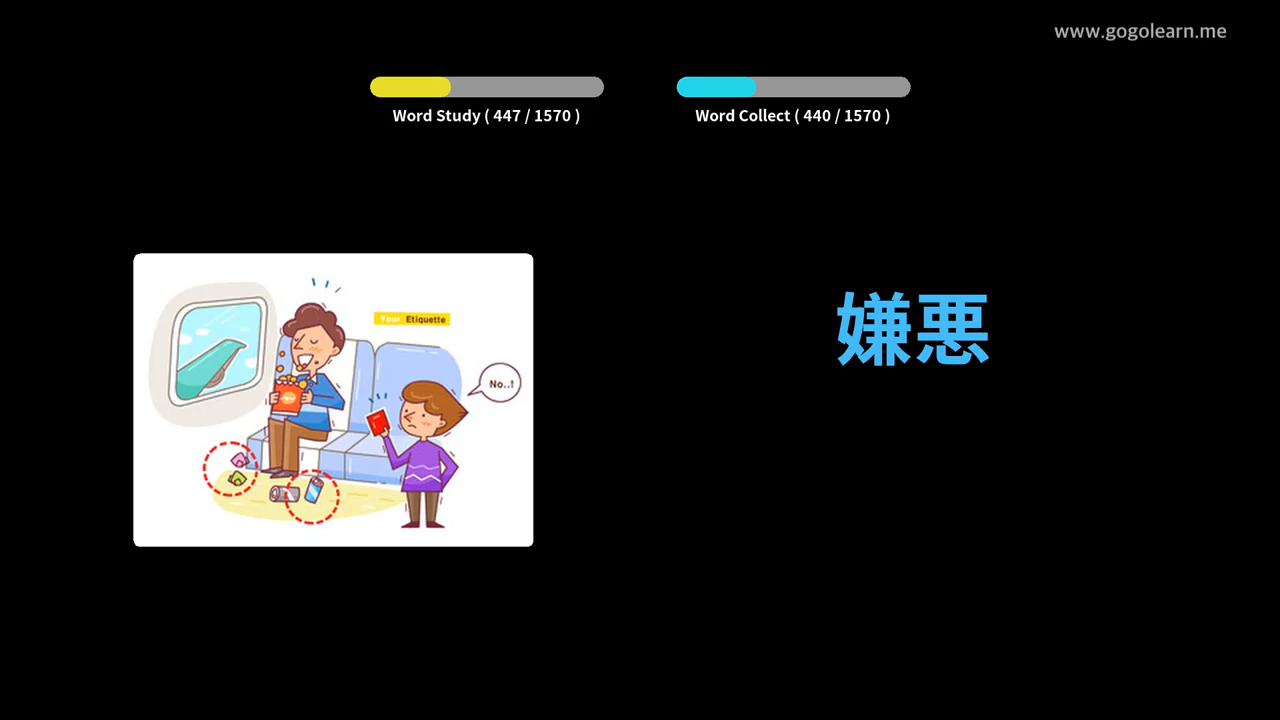 www.gogolearn.me
Word Study ( 447 / 1570 )
Word Collect ( 440 / 1570 )
Your Etiquette
No..!
嫌悪